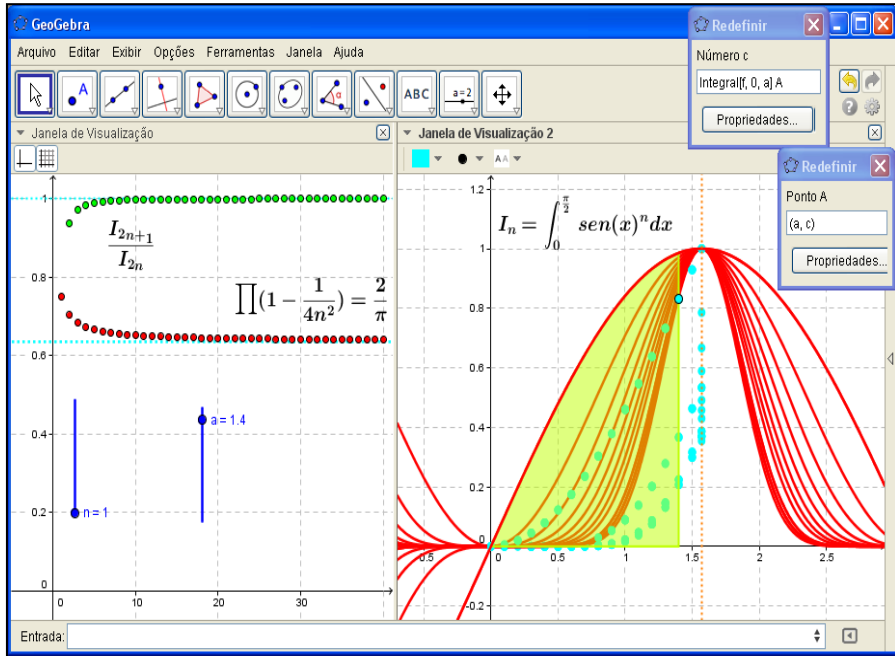 GeoGebra
Arquivo Editar Exibir Opções Ferramentas Janela Ajuda
ABC
a=2
Redefinir
Número c
Integral[f, 0, a] A
Propriedades...
Redefinir
Ponto A
(a, c)
Propriedades...
Janela de Visualização
1
0.8
0.6
0.4
0.2
0
0 10 20 30
I_{2n+1}
I_{2n}
∏(1 − 1/4n²) = 2/π
n = 1
a = 1.4
Janela de Visualização 2
A A
I_n = ∫_0^{π/2} sen(x)^n dx
1.2
1
0.8
0.6
0.4
0.2
0
-0.2
0.5 0 0.5 1 1.5 2 2.5
Entrada: